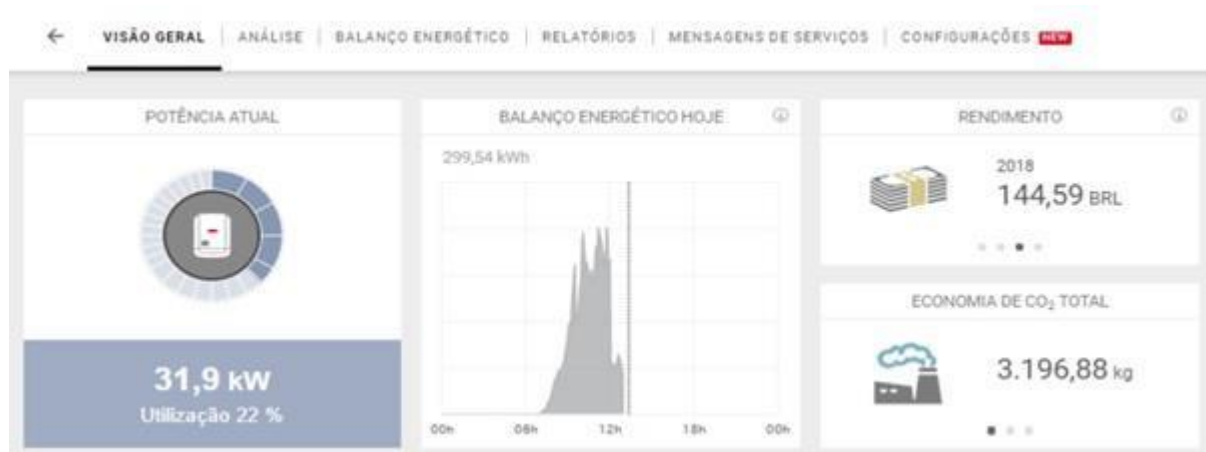 ← VISÃO GERAL | ANÁLISE | BALANÇO ENERGÉTICO | RELATÓRIOS | MENSAGENS DE SERVIÇOS | CONFIGURAÇÕES NEW
POTÊNCIA ATUAL
31,9 kW
Utilização 22 %
BALANÇO ENERGÉTICO HOJE
299,54 kWh
00h 06h 12h 18h 00h
RENDIMENTO
2018
144,59 BRL
ECONOMIA DE CO₂ TOTAL
3.196,88 kg